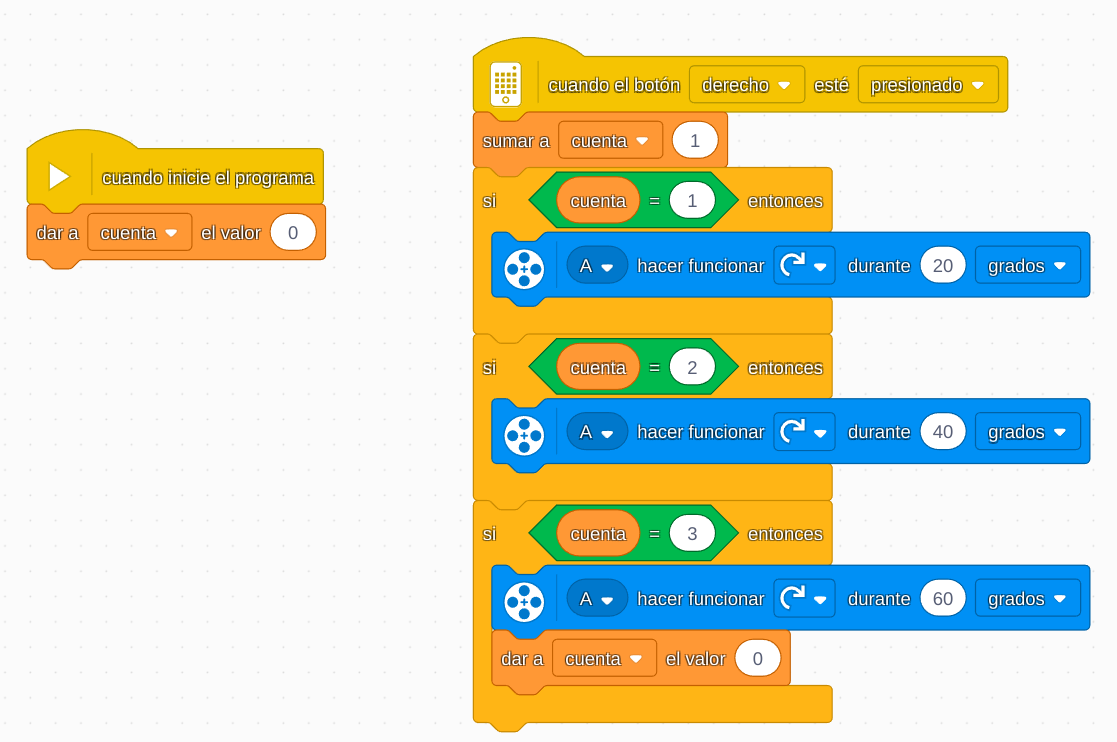 cuando inicie el programa
dar a cuenta el valor 0
cuando el botón derecho esté presionado
sumar a cuenta 1
si cuenta = 1 entonces
A hacer funcionar durante 20 grados
si cuenta = 2 entonces
A hacer funcionar durante 40 grados
si cuenta = 3 entonces
A hacer funcionar durante 60 grados
dar a cuenta el valor 0